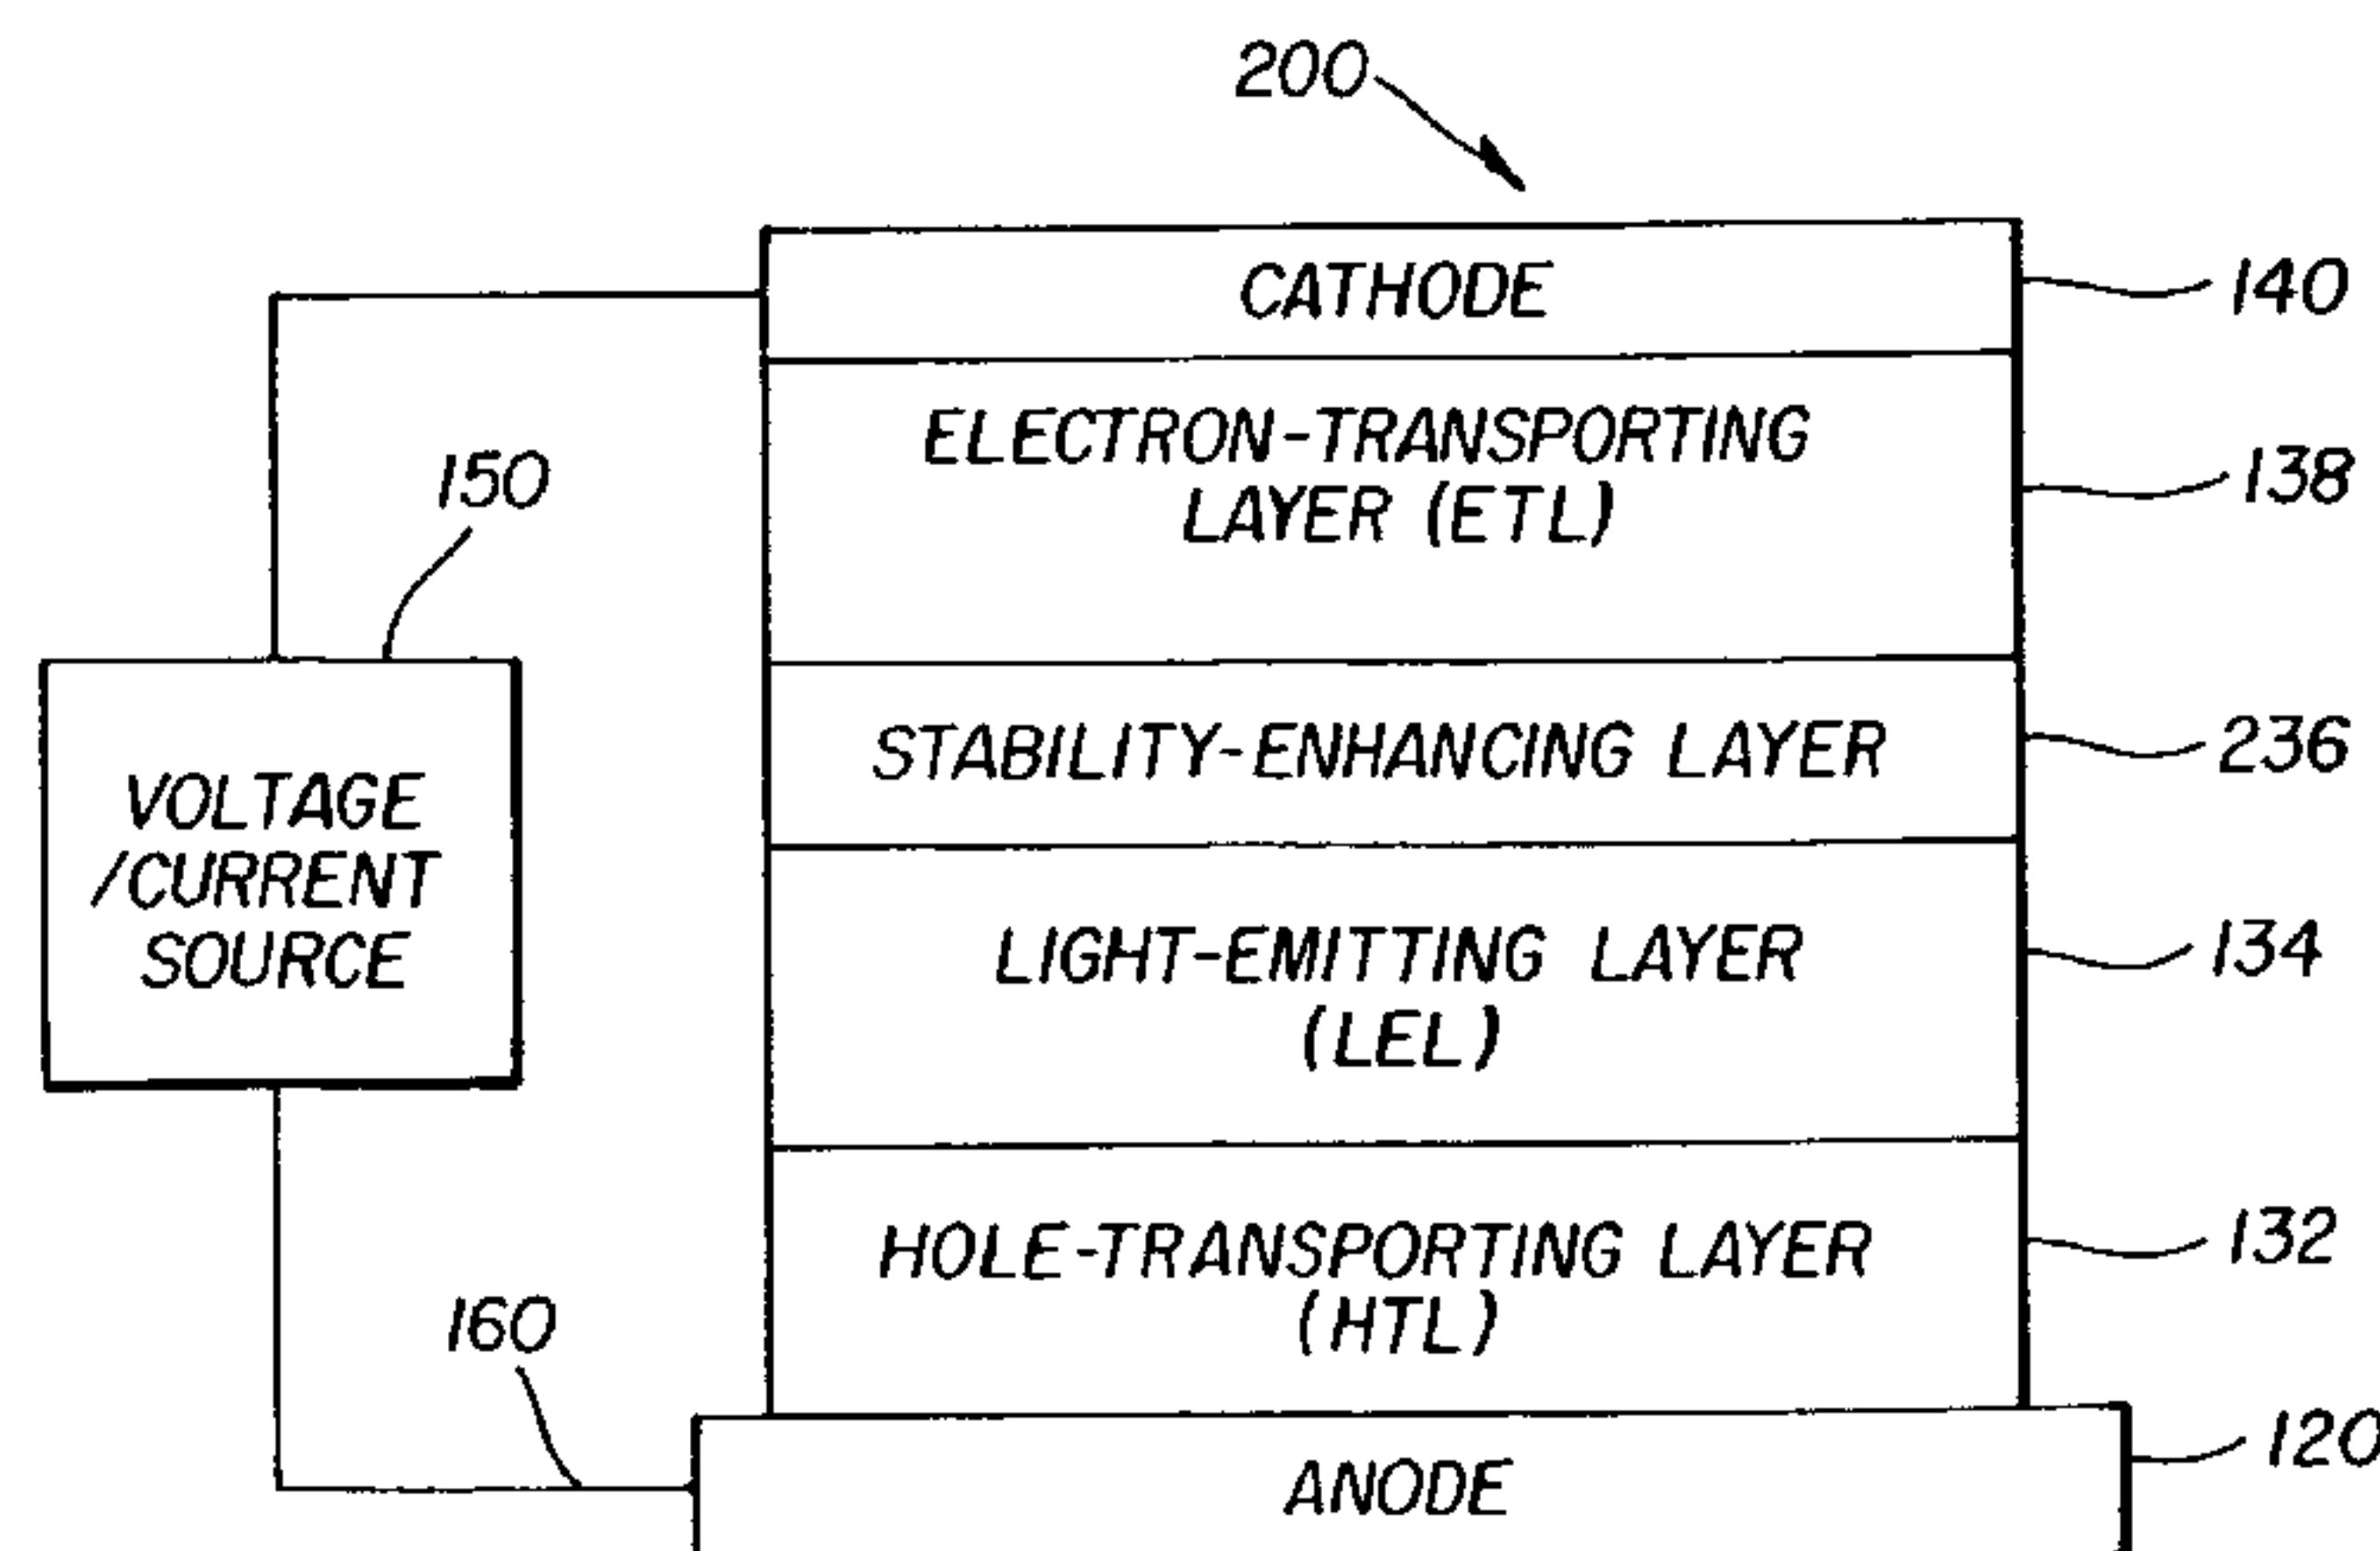 200
CATHODE
140
ELECTRON-TRANSPORTING
LAYER (ETL)
138
150
STABILITY-ENHANCING LAYER
236
VOLTAGE
/CURRENT
SOURCE
LIGHT-EMITTING LAYER
(LEL)
134
HOLE-TRANSPORTING LAYER
(HTL)
132
160
ANODE
120